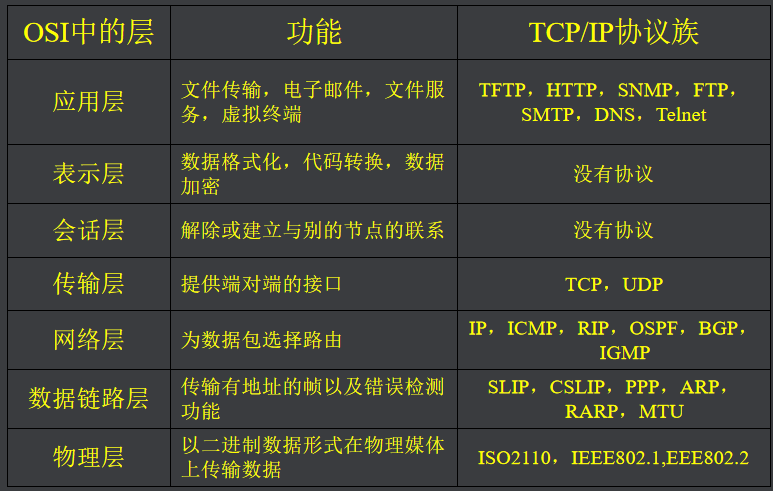 OSI中的层 功能 TCP/IP协议族
应用层
文件传输，电子邮件，文件服
务，虚拟终端
TFTP，HTTP，SNMP，FTP，
SMTP，DNS，Telnet
表示层
数据格式化，代码转换，数据
加密
没有协议
会话层 解除或建立与别的节点的联系 没有协议
传输层 提供端对端的接口 TCP，UDP
网络层 为数据包选择路由
IP，ICMP，RIP，OSPF，BGP，
IGMP
数据链路层
传输有地址的帧以及错误检测
功能
SLIP，CSLIP，PPP，ARP，
RARP，MTU
物理层
以二进制数据形式在物理媒体
上传输数据
ISO2110，IEEE802.1,EEE802.2